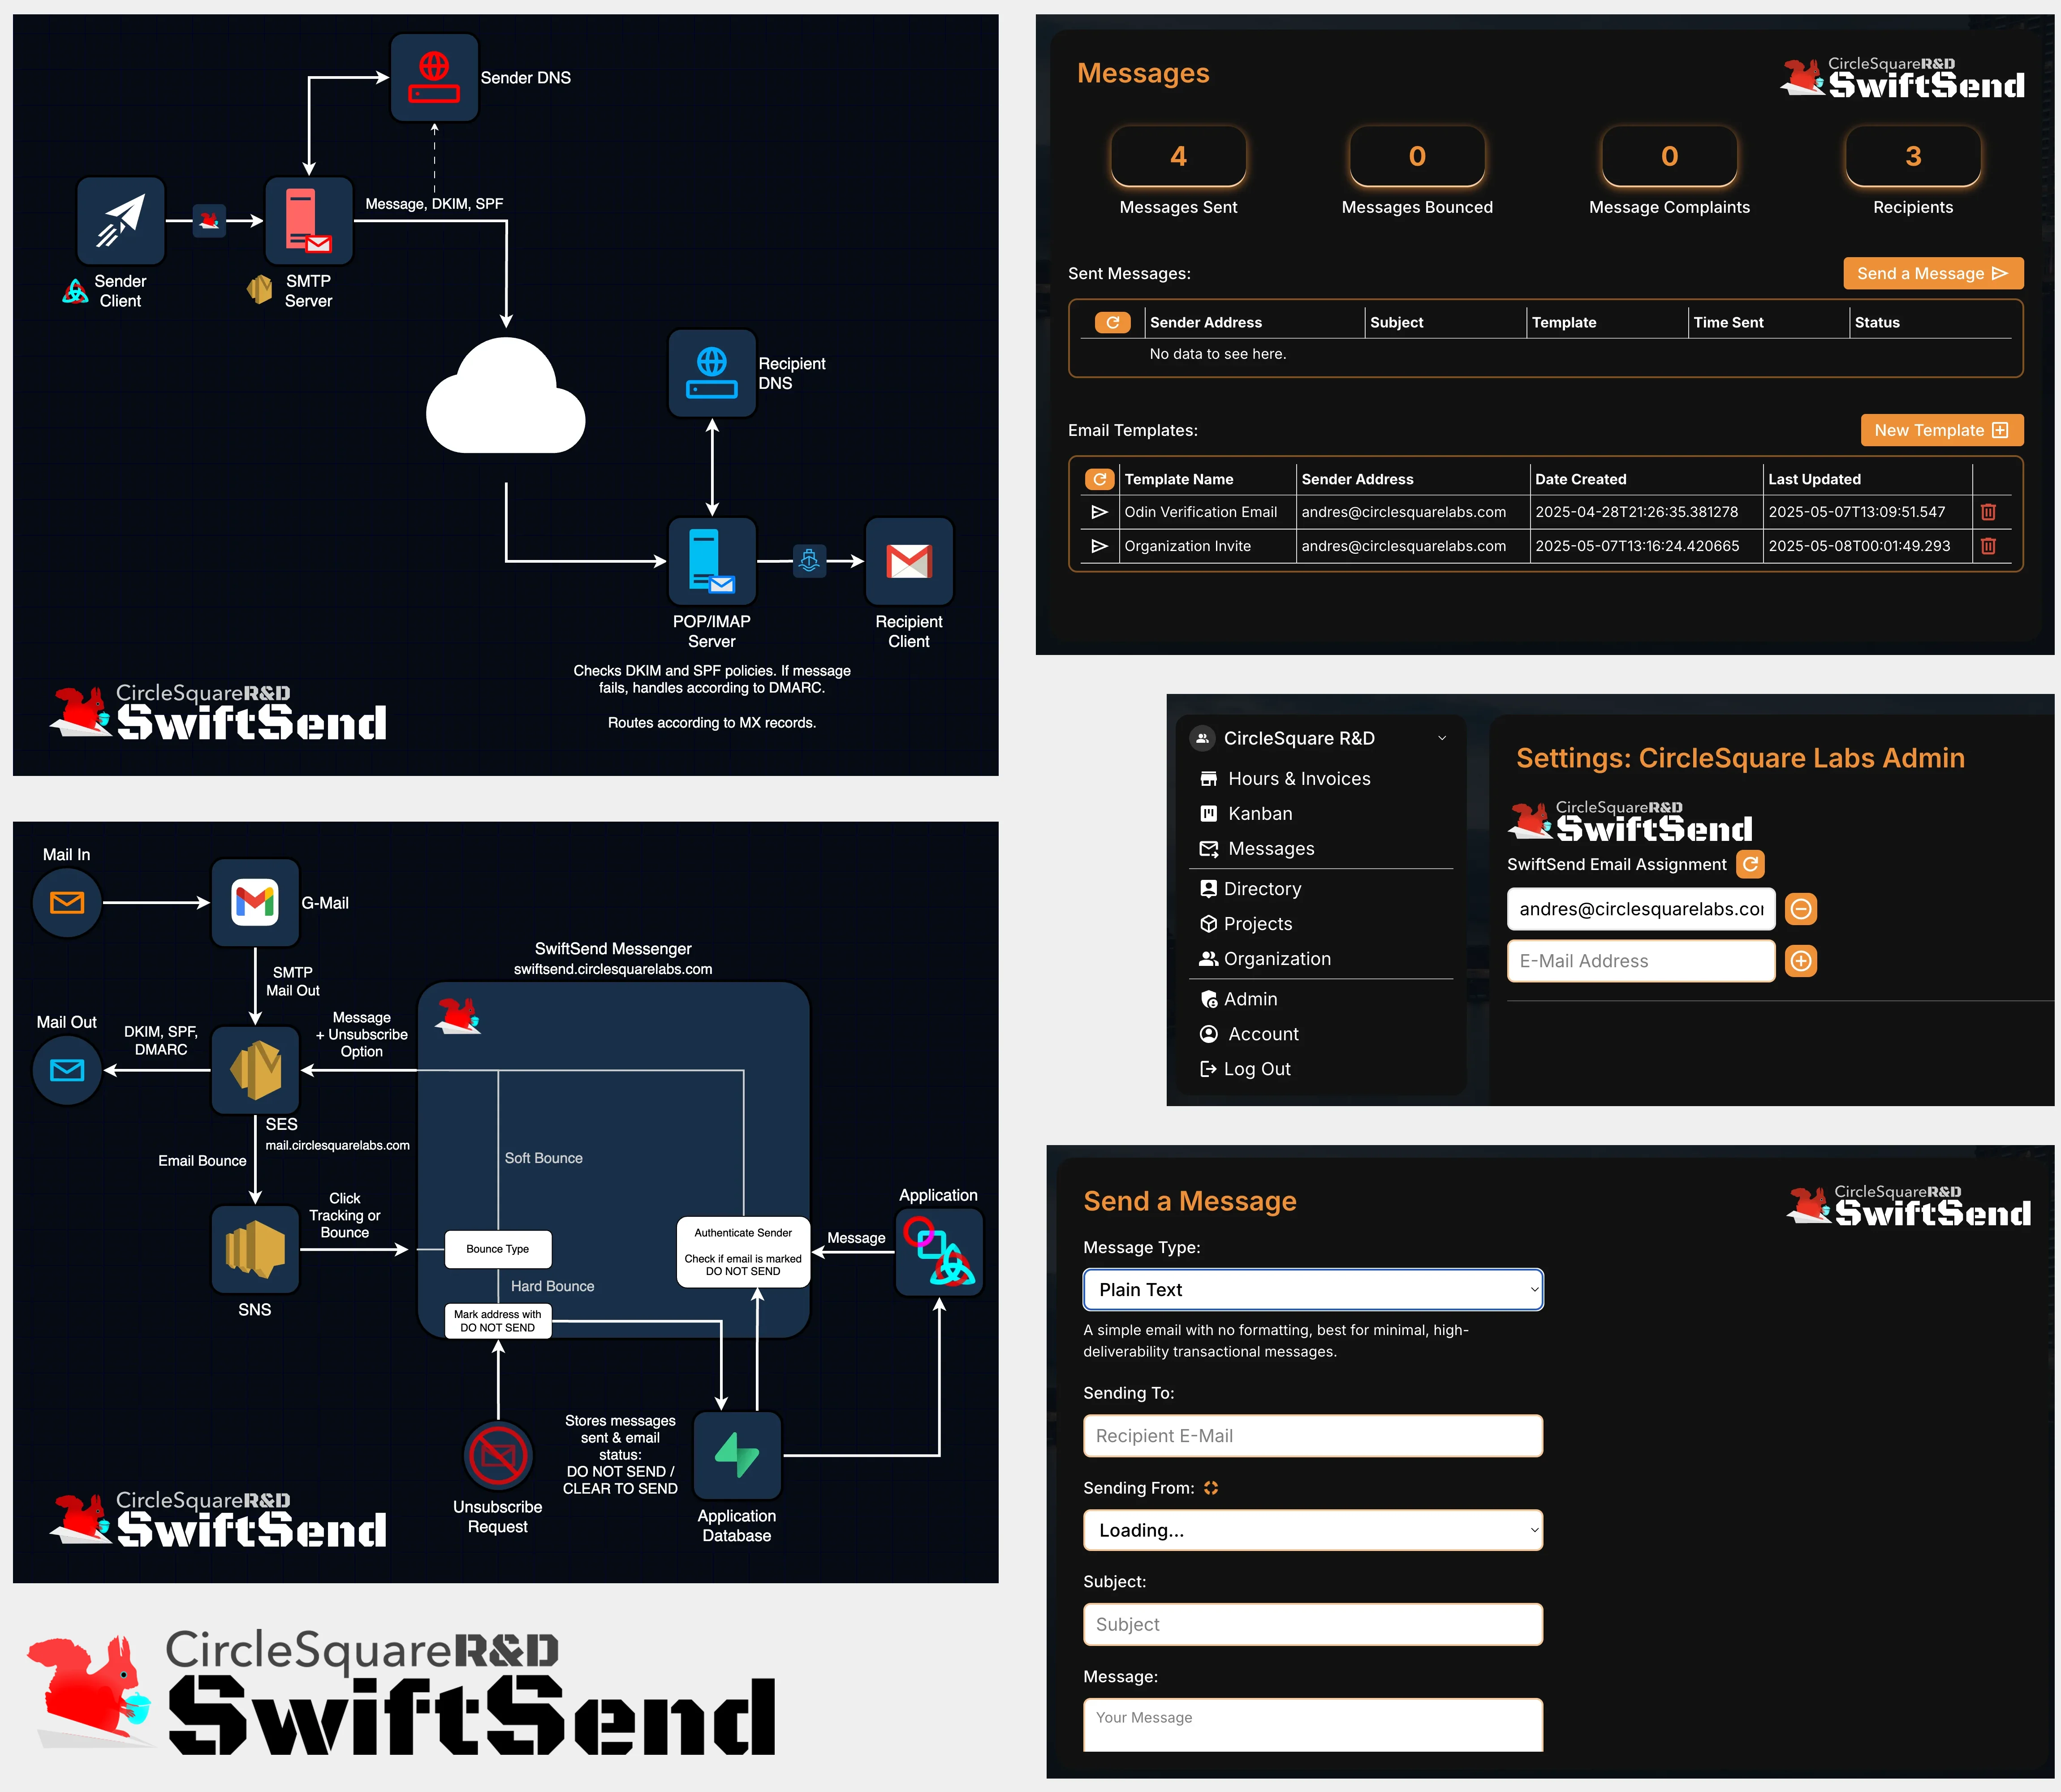 Sender DNS
Message, DKIM, SPF
Sender
Client
SMTP
Server
Recipient
DNS
POP/IMAP
Server
Recipient
Client
Checks DKIM and SPF policies. If message
fails, handles according to DMARC.
Routes according to MX records.
CircleSquareR&D
SwiftSend
Messages
CircleSquareR&D
SwiftSend
4
0
0
3
Messages Sent
Messages Bounced
Message Complaints
Recipients
Sent Messages:
Send a Message
Sender Address
Subject
Template
Time Sent
Status
No data to see here.
Email Templates:
New Template
Template Name
Sender Address
Date Created
Last Updated
Odin Verification Email
andres@circlesquarelabs.com
2025-04-28T21:26:35.381278
2025-05-07T13:09:51.547
Organization Invite
andres@circlesquarelabs.com
2025-05-07T13:16:24.420665
2025-05-08T00:01:49.293
CircleSquare R&D
Hours & Invoices
Kanban
Messages
Directory
Projects
Organization
Admin
Account
Log Out
Settings: CircleSquare Labs Admin
CircleSquareR&D
SwiftSend
SwiftSend Email Assignment
andres@circlesquarelabs.co
E-Mail Address
Mail In
G-Mail
SMTP
Mail Out
Mail Out
DKIM, SPF,
DMARC
Message
+ Unsubscribe
Option
SwiftSend Messenger
swiftsend.circlesquarelabs.com
SES
mail.circlesquarelabs.com
Email Bounce
Soft Bounce
Click
Tracking or
Bounce
SNS
Bounce Type
Hard Bounce
Mark address with
DO NOT SEND
Authenticate Sender
Check if email is marked
DO NOT SEND
Message
Application
Unsubscribe
Request
Stores messages
sent & email
status:
DO NOT SEND /
CLEAR TO SEND
Application
Database
CircleSquareR&D
SwiftSend
Send a Message
CircleSquareR&D
SwiftSend
Message Type:
Plain Text
A simple email with no formatting, best for minimal, high-
deliverability transactional messages.
Sending To:
Recipient E-Mail
Sending From:
Loading...
Subject:
Subject
Message:
Your Message
CircleSquareR&D
SwiftSend